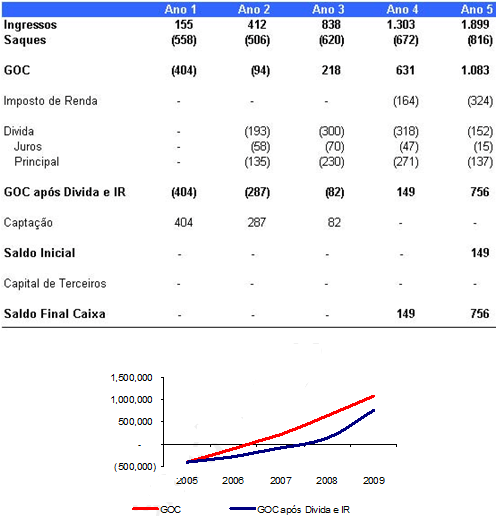 Ano 1 Ano 2 Ano 3 Ano 4 Ano 5
Ingressos 155 412 838 1.303 1.899
Saques (558) (506) (620) (672) (816)
GOC (404) (94) 218 631 1.083
Imposto de Renda - - - (164) (324)
Divida - (193) (300) (318) (152)
Juros - (58) (70) (47) (15)
Principal - (135) (230) (271) (137)
GOC após Divida e IR (404) (287) (82) 149 756
Captação 404 287 82 - -
Saldo Inicial - - - - 149
Capital de Terceiros - - - - -
Saldo Final Caixa - - - 149 756
1,500,000
1,000,000
500,000
-
(500,000)
2005 2006 2007 2008 2009
GOC GOC após Divida e IR